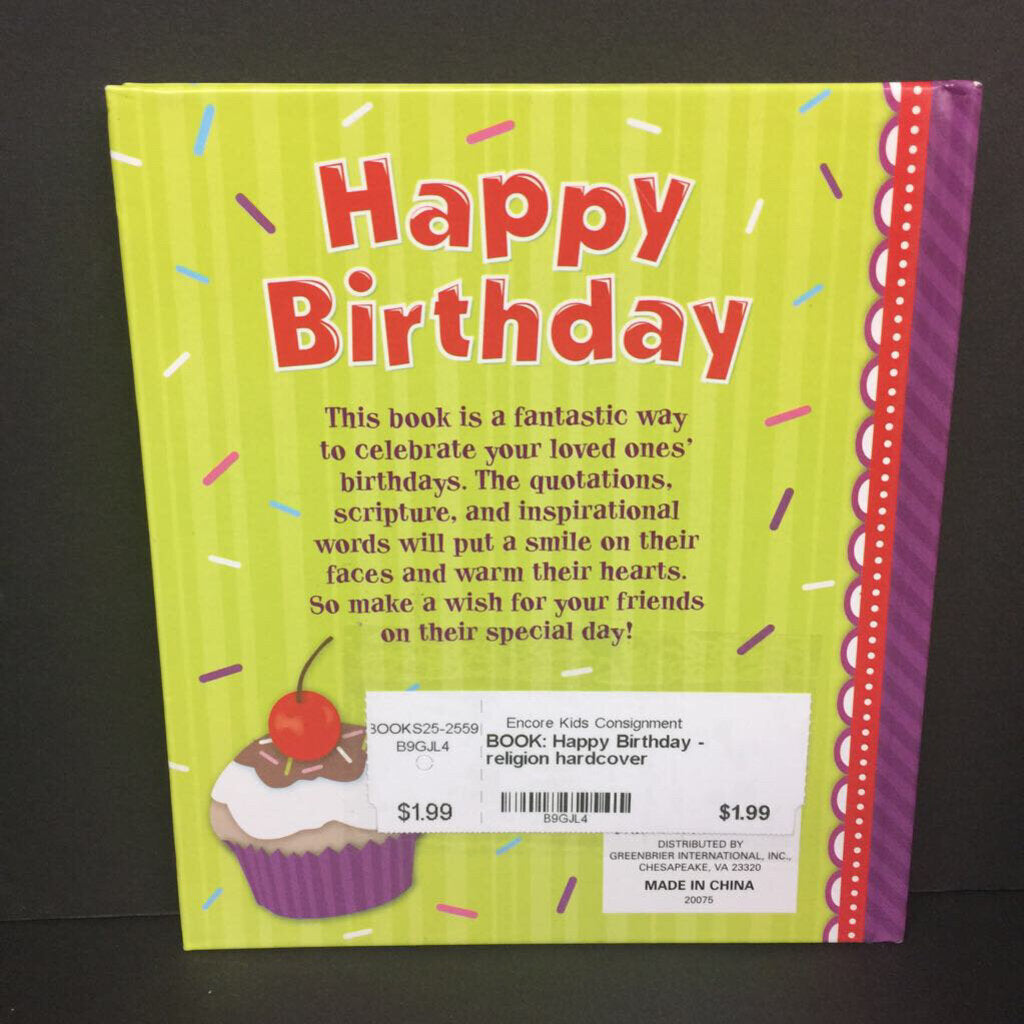 Happy
Birthday
This book is a fantastic way
to celebrate your loved ones'
birthdays. The quotations,
scripture, and inspirational
words will put a smile on their
faces and warm their hearts.
So make a wish for your friends
on their special day!
BOOKS25-2559
B9GJL4
$1.99
Encore Kids Consignment
BOOK: Happy Birthday -
religion hardcover
B9GJL4
$1.99
DISTRIBUTED BY
GREENBRIER INTERNATIONAL, INC.,
CHESAPEAKE, VA 23320
MADE IN CHINA
20075